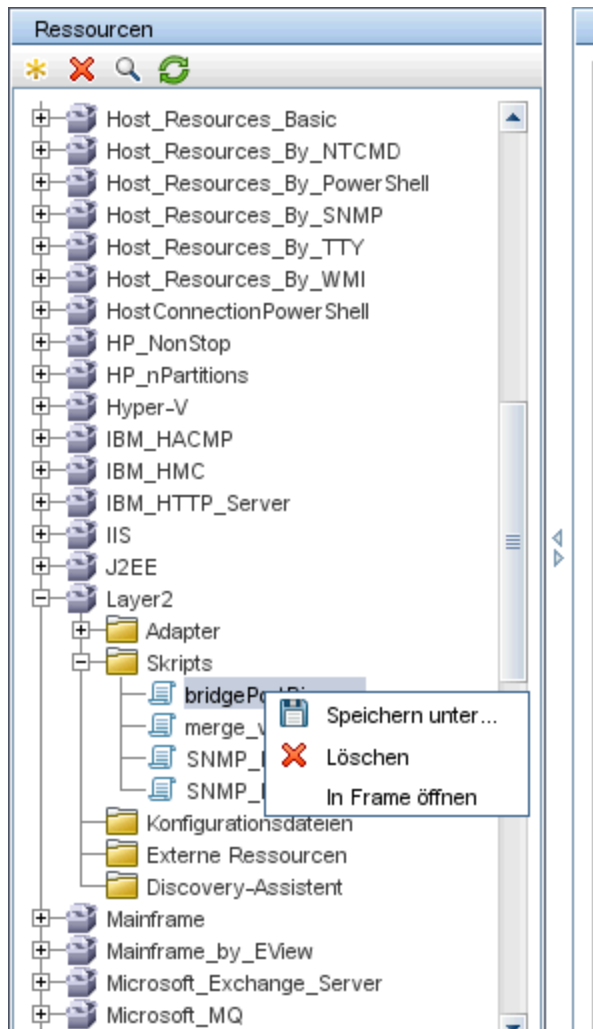 Ressourcen
Host_Resources_Basic
Host_Resources_By_NTCMD
Host_Resources_By_PowerShell
Host_Resources_By_SNMP
Host_Resources_By_TTY
Host_Resources_By_WMI
HostConnectionPowerShell
HP_NonStop
HP_nPartitions
Hyper-V
IBM_HACMP
IBM_HMC
IBM_HTTP_Server
IIS
J2EE
Layer2
Adapter
Skripts
Speichern unter...
Löschen
In Frame öffnen
Konfigurationsdateien
Externe Ressourcen
Discovery-Assistent
Mainframe
Mainframe_by_EView
Microsoft_Exchange_Server
Microsoft_MQ